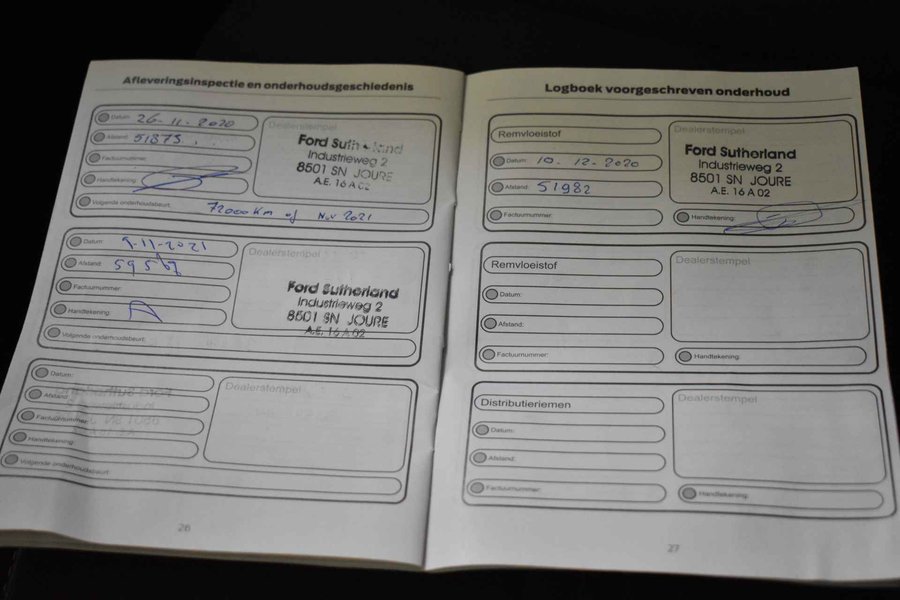 Afleveringsinspectie en onderhoudsgeschiedenis
Datum: 26-11-2020
Afstand: 51873
Factuurnummer:
Handtekening:
Volgende onderhoudsbeurt: 72000 km of Nov 2021
Dealerstempel
Ford Sutherland
Industrieweg 2
8501 SN JOURE
A.E. 16 A 02
Datum: 9-11-2021
Afstand:
Factuurnummer:
Handtekening:
Volgende onderhoudsbeurt:
Dealerstempel
Ford Sutherland
Industrieweg 2
8501 SN JOURE
A.E. 16 A 02
Datum:
Afstand:
Factuurnummer:
Handtekening:
Volgende onderhoudsbeurt:
Dealerstempel
26
Logboek voorgeschreven onderhoud
Remvloeistof
Datum: 10-12-2020
Afstand: 51982
Factuurnummer:
Dealerstempel
Ford Sutherland
Industrieweg 2
8501 SN JOURE
A.E. 16 A 02
Handtekening:
Remvloeistof
Datum:
Afstand:
Factuurnummer:
Dealerstempel
Handtekening:
Distributieriemen
Datum:
Afstand:
Factuurnummer:
Dealerstempel
Handtekening:
27